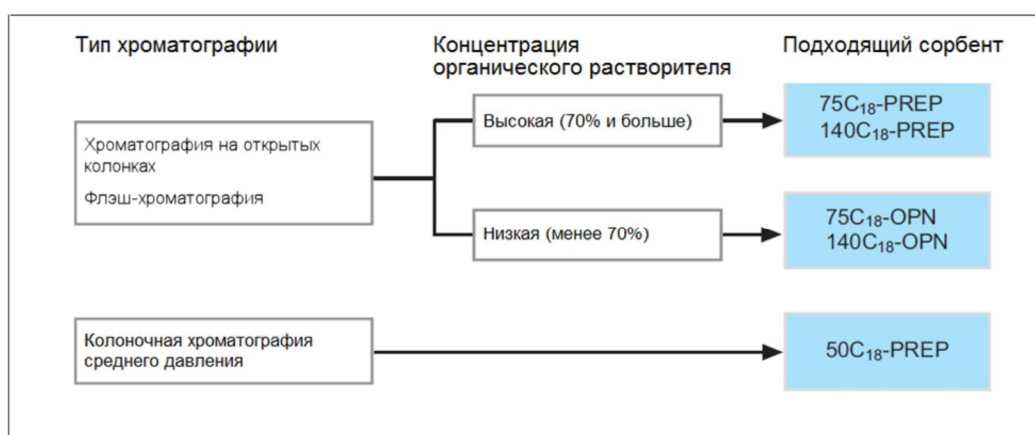 Тип хроматографии
Концентрация
органического растворителя
Подходящий сорбент
Хроматография на открытых
колонках
Флэш-хроматография
Высокая (70% и больше)
75C₁₈-PREP
140C₁₈-PREP
Низкая (менее 70%)
75C₁₈-OPN
140C₁₈-OPN
Колоночная хроматография
среднего давления
50C₁₈-PREP